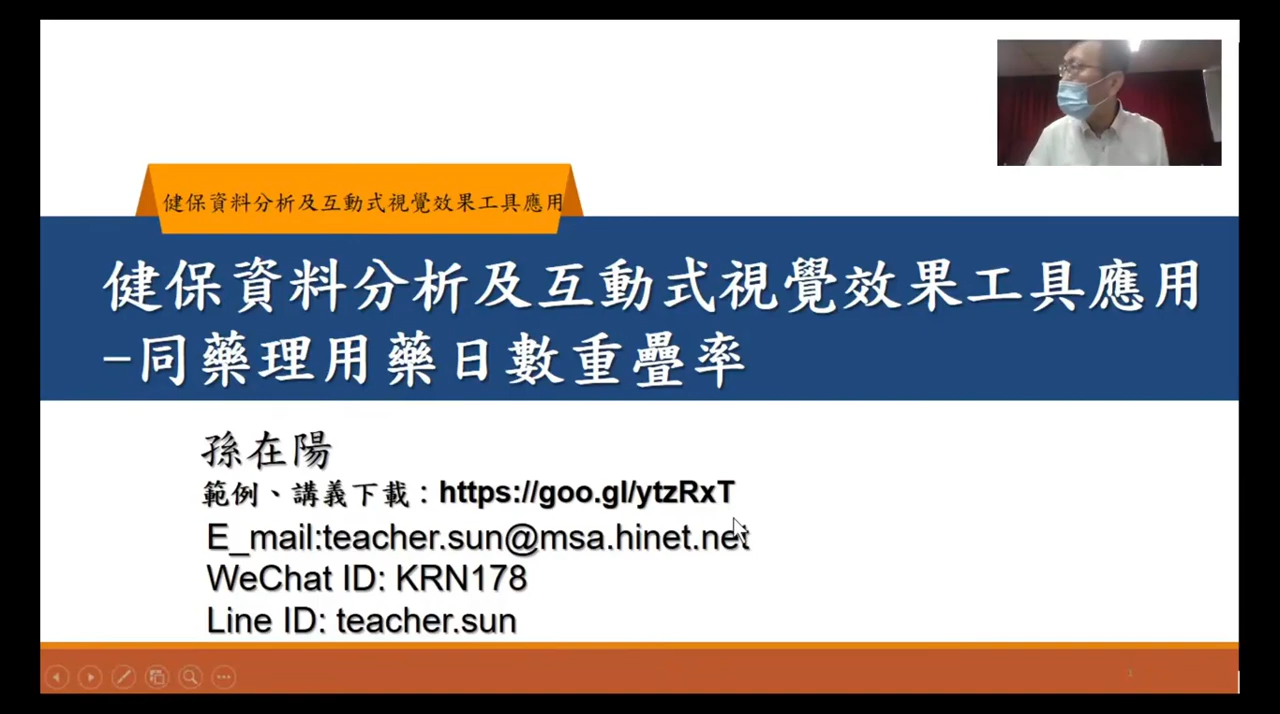 健保資料分析及互動式視覺效果工具應用
健保資料分析及互動式視覺效果工具應用
–同藥理用藥日數重疊率
孫在陽
範例、講義下載：https://goo.gl/ytzRxT
E_mail:teacher.sun@msa.hinet.net
WeChat ID: KRN178
Line ID: teacher.sun
1